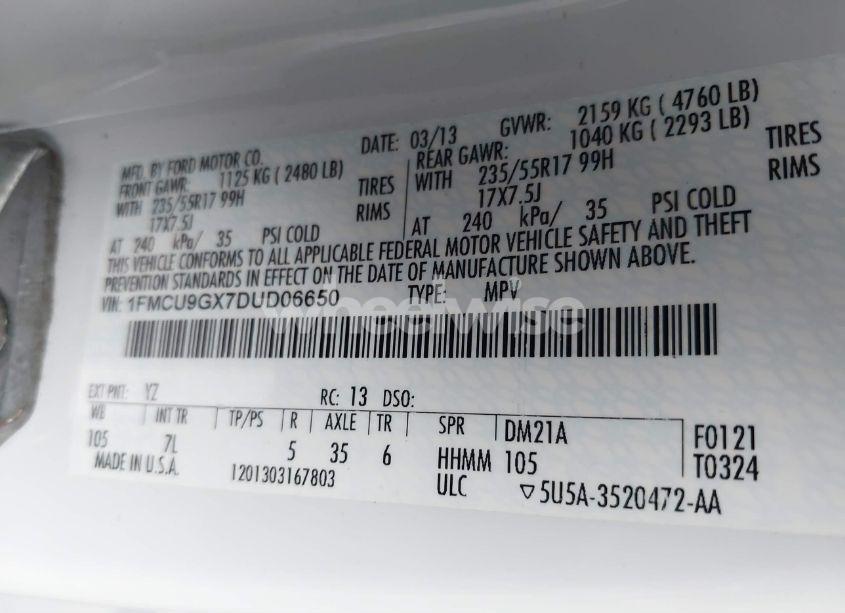 MFD. BY FORD MOTOR CO.
DATE: 03/13 GVWR: 2159 KG ( 4760 LB)
FRONT GAWR: 1125 KG ( 2480 LB)
REAR GAWR: 1040 KG ( 2293 LB)
WITH 235/55R17 99H TIRES
WITH 235/55R17 99H TIRES
17X7.5J RIMS
17X7.5J RIMS
AT 240 kPa/ 35 PSI COLD
AT 240 kPa/ 35 PSI COLD
THIS VEHICLE CONFORMS TO ALL APPLICABLE FEDERAL MOTOR VEHICLE SAFETY AND THEFT
PREVENTION STANDARDS IN EFFECT ON THE DATE OF MANUFACTURE SHOWN ABOVE.
VIN: 1FMCU9GX7DUD06650 TYPE: MPV
wheelwise
EXT PNT: YZ RC: 13 DSO:
WB INT TR TP/PS R AXLE TR SPR DM21A F0121
105 7L 5 35 6 HHMM 105 T0324
MADE IN U.S.A. 1201303167803 ULC ▽5U5A-3520472-AA